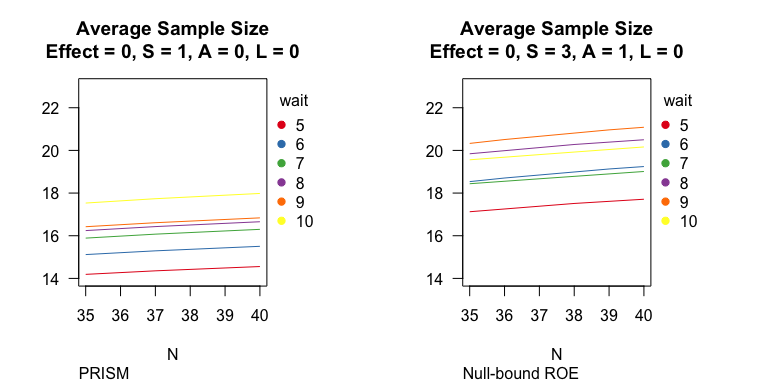 Average Sample Size
Effect = 0, S = 1, A = 0, L = 0
22
20
18
16
14
35 36 37 38 39 40
N
PRISM
wait
5
6
7
8
9
10
Average Sample Size
Effect = 0, S = 3, A = 1, L = 0
22
20
18
16
14
35 36 37 38 39 40
N
Null-bound ROE
wait
5
6
7
8
9
10